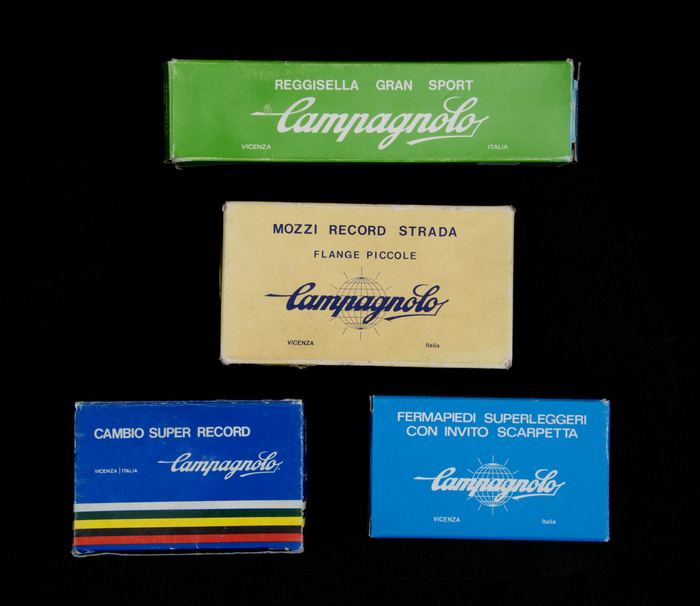 REGGISELLA GRAN SPORT
Campagnolo
VICENZA ITALIA
MOZZI RECORD STRADA
FLANGE PICCOLE
Campagnolo
VICENZA Italia
CAMBIO SUPER RECORD
VICENZA | ITALIA Campagnolo
FERMAPIEDI SUPERLEGGERI
CON INVITO SCARPETTA
Campagnolo
VICENZA Italia